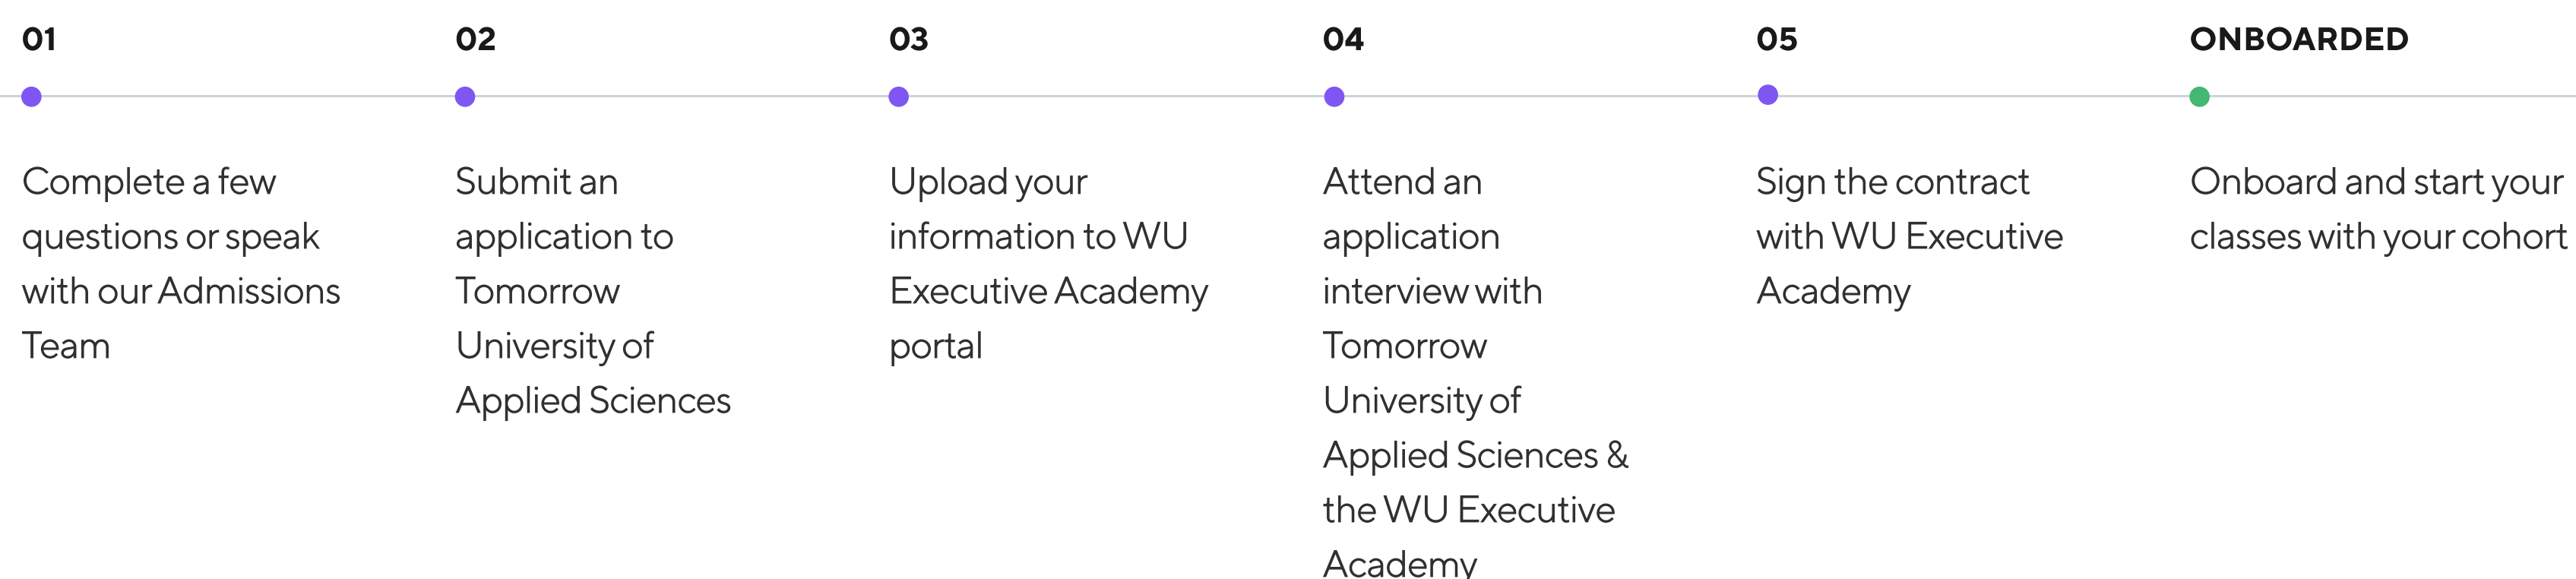 01
Complete a few
questions or speak
with our Admissions
Team
02
Submit an
application to
Tomorrow
University of
Applied Sciences
03
Upload your
information to WU
Executive Academy
portal
04
Attend an
application
interview with
Tomorrow
University of
Applied Sciences &
the WU Executive
Academy
05
Sign the contract
with WU Executive
Academy
ONBOARDED
Onboard and start your
classes with your cohort